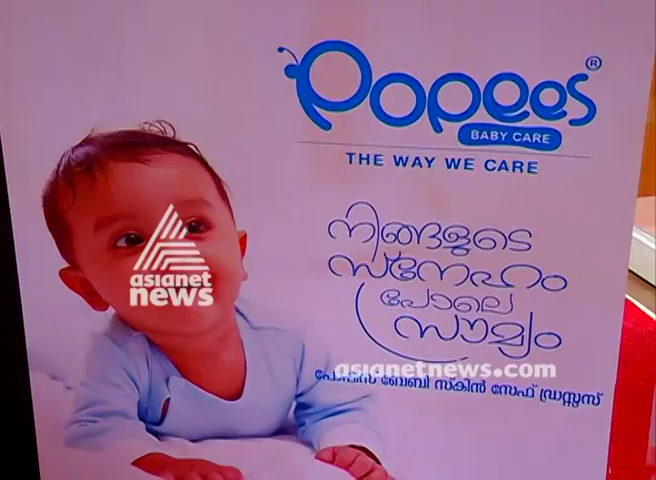 Popees®
BABY CARE
THE WAY WE CARE
നിങ്ങളുടെ
സ്നേഹം
പോലെ
സൗമ്യം
asianet
news
asianetnews.com
പോപ്പീസ് ബേബി സ്കിൻ സേഫ് ഡ്രസ്സസ്